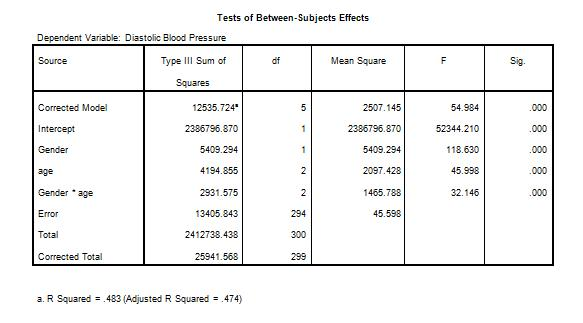 Tests of Between-Subjects Effects
Dependent Variable: Diastolic Blood Pressure
Source Type III Sum of Squares df Mean Square F Sig.
Corrected Model 12535.724ᵃ 5 2507.145 54.984 .000
Intercept 2386796.870 1 2386796.870 52344.210 .000
Gender 5409.294 1 5409.294 118.630 .000
age 4194.855 2 2097.428 45.998 .000
Gender * age 2931.575 2 1465.788 32.146 .000
Error 13405.843 294 45.598
Total 2412738.438 300
Corrected Total 25941.568 299
a. R Squared = .483 (Adjusted R Squared = .474)